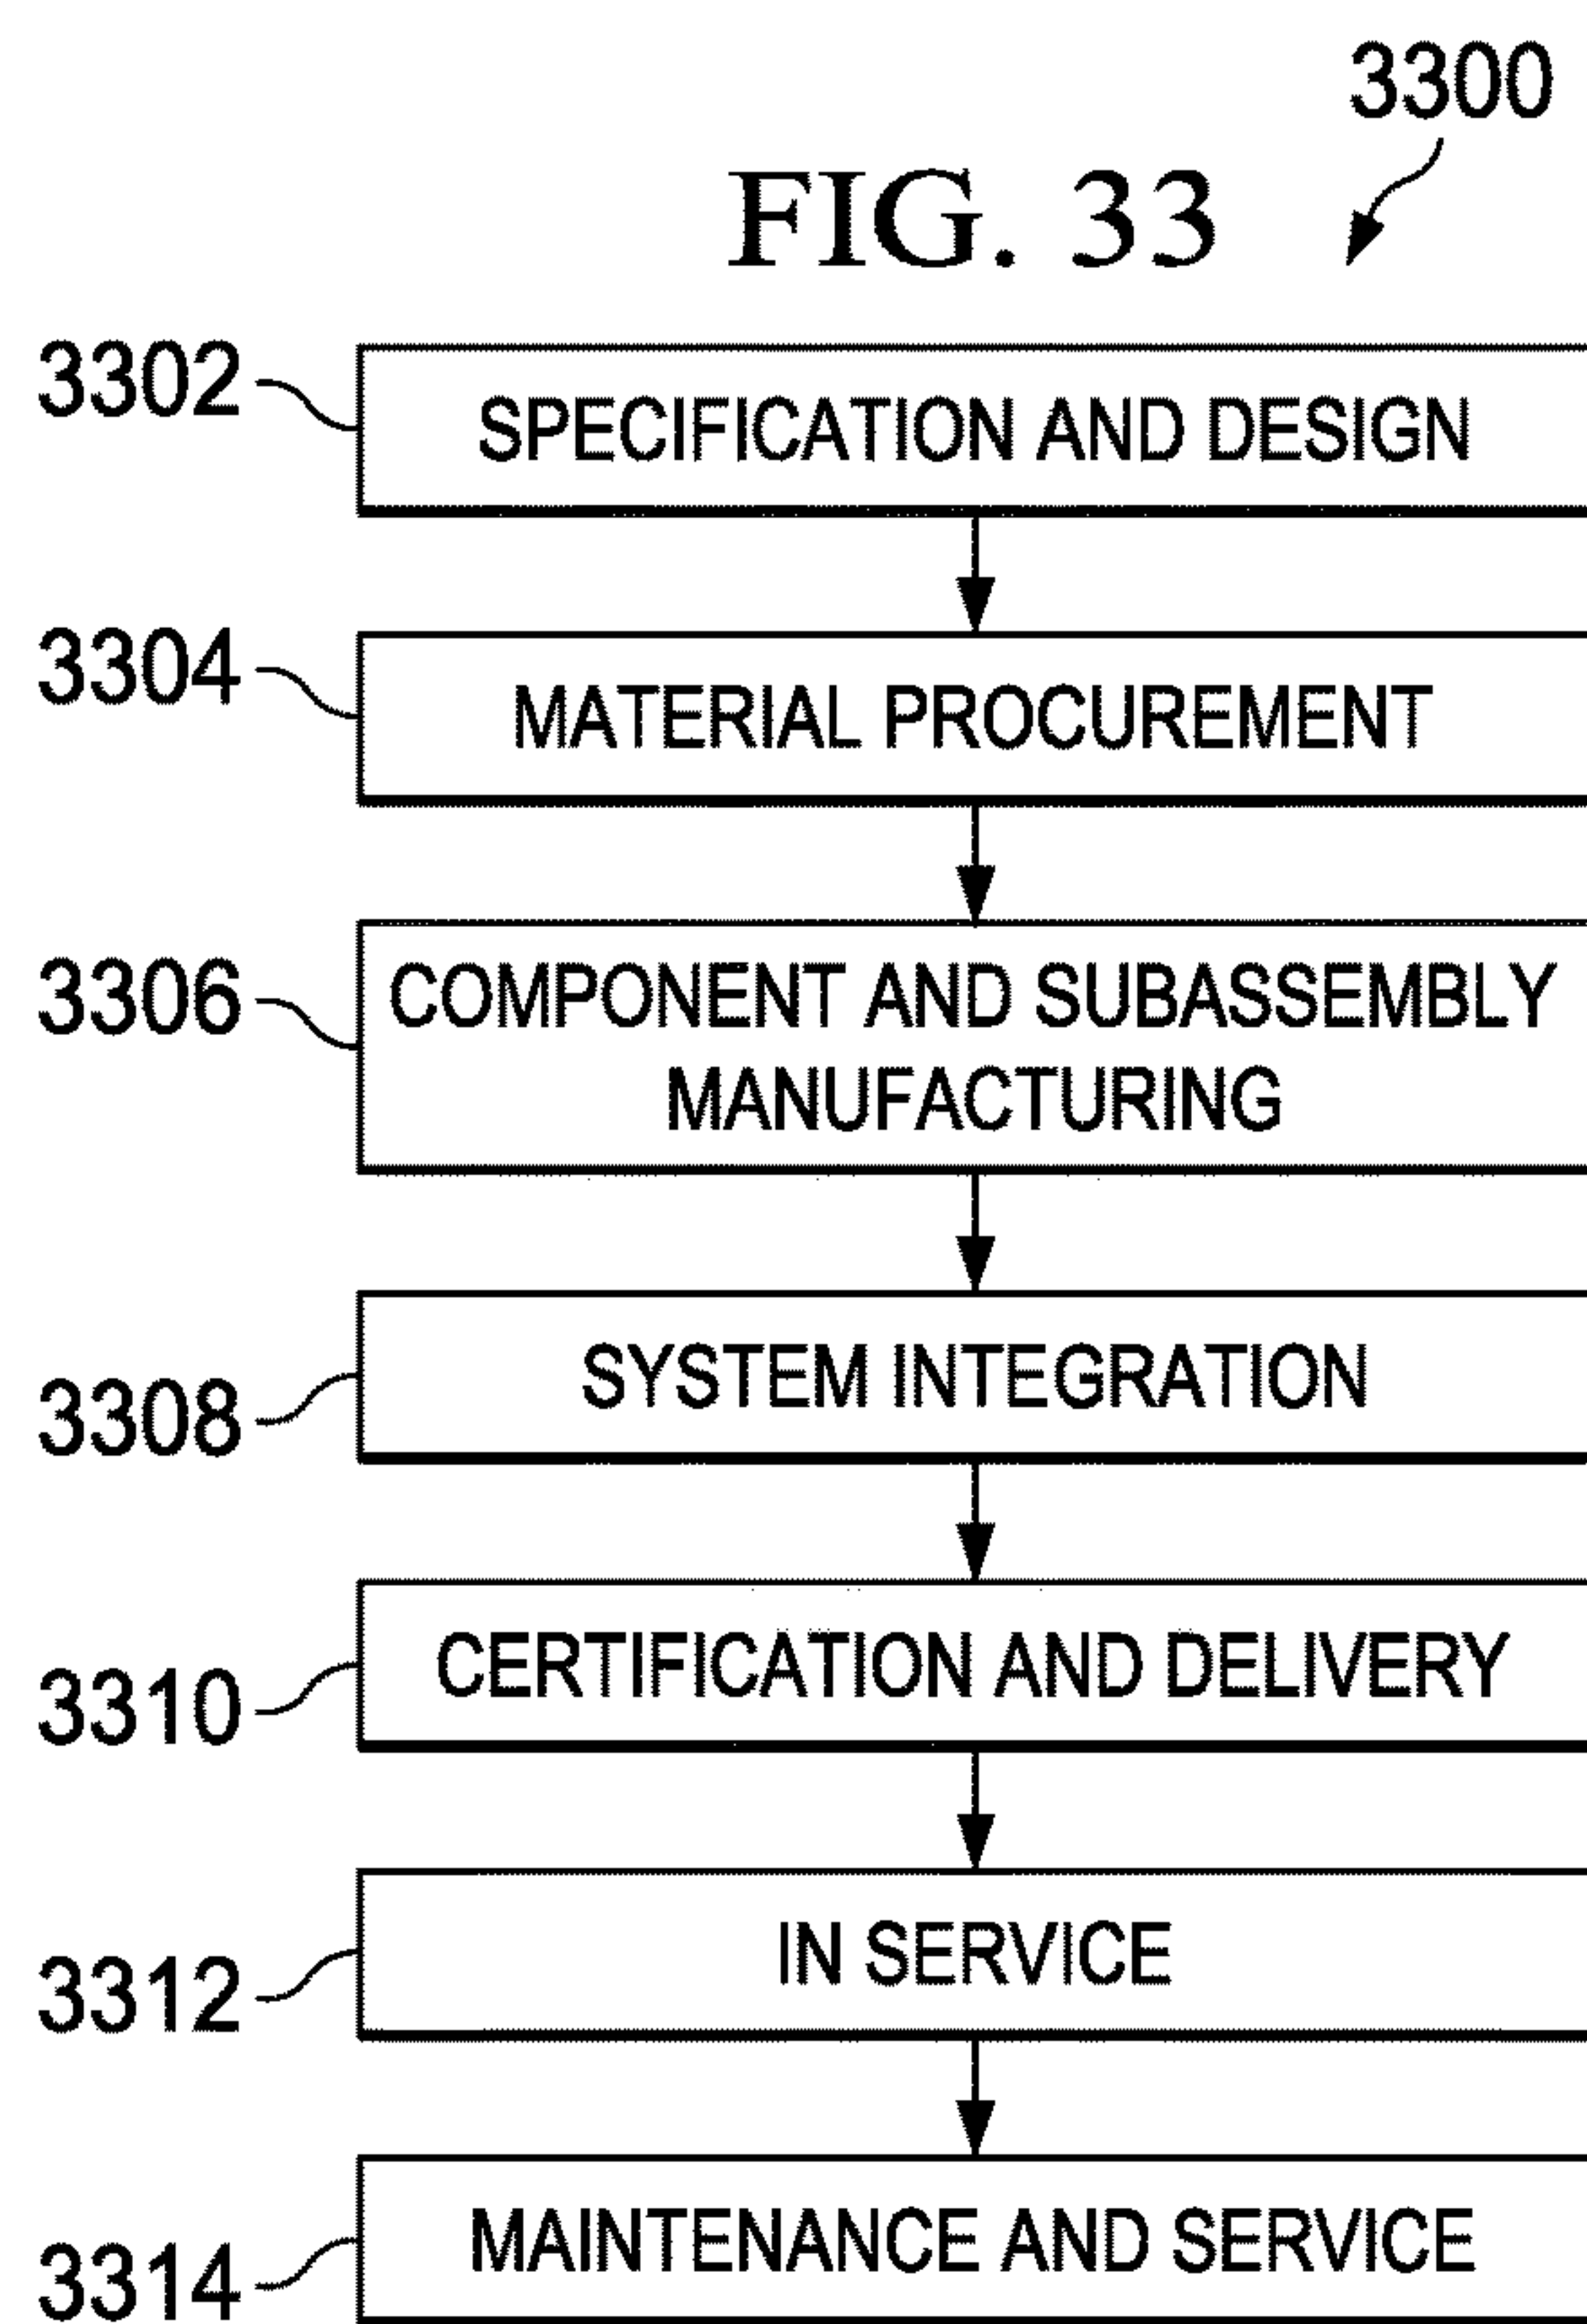 3300
FIG. 33
3302
SPECIFICATION AND DESIGN
3304
MATERIAL PROCUREMENT
3306
COMPONENT AND SUBASSEMBLY
MANUFACTURING
3308
SYSTEM INTEGRATION
3310
CERTIFICATION AND DELIVERY
3312
IN SERVICE
3314
MAINTENANCE AND SERVICE